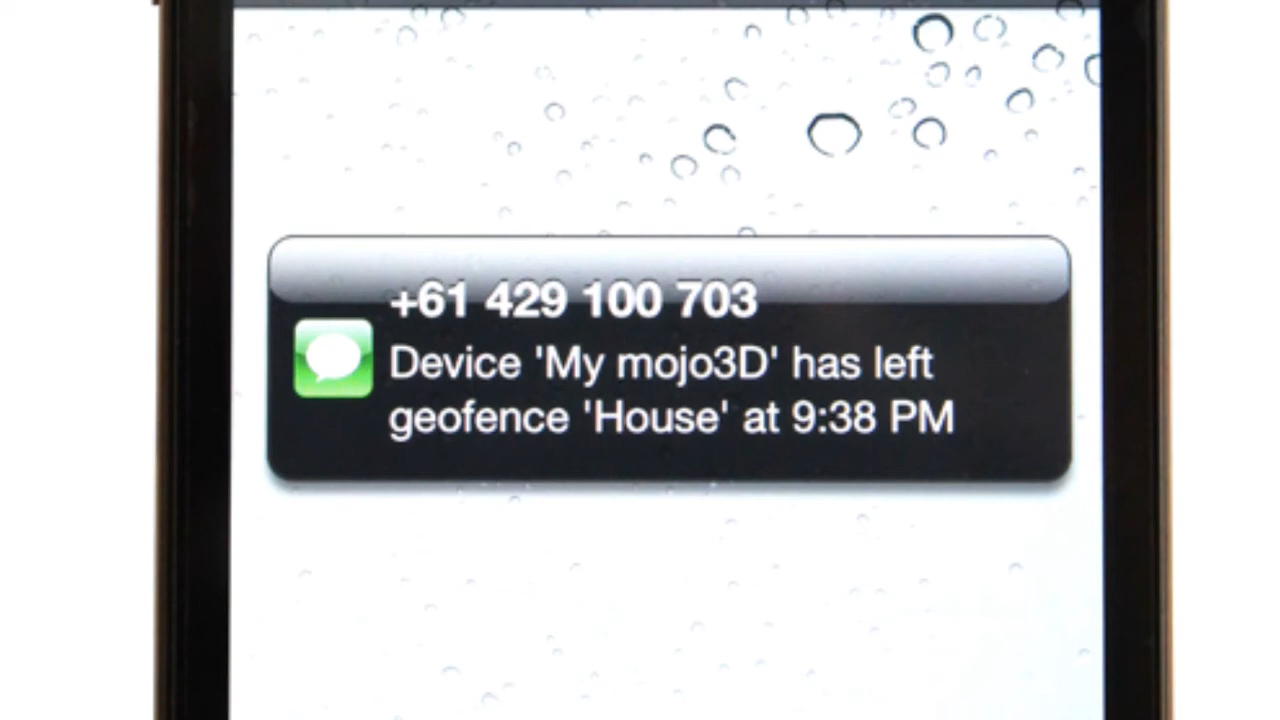 +61 429 100 703
Device 'My mojo3D' has left
geofence 'House' at 9:38 PM